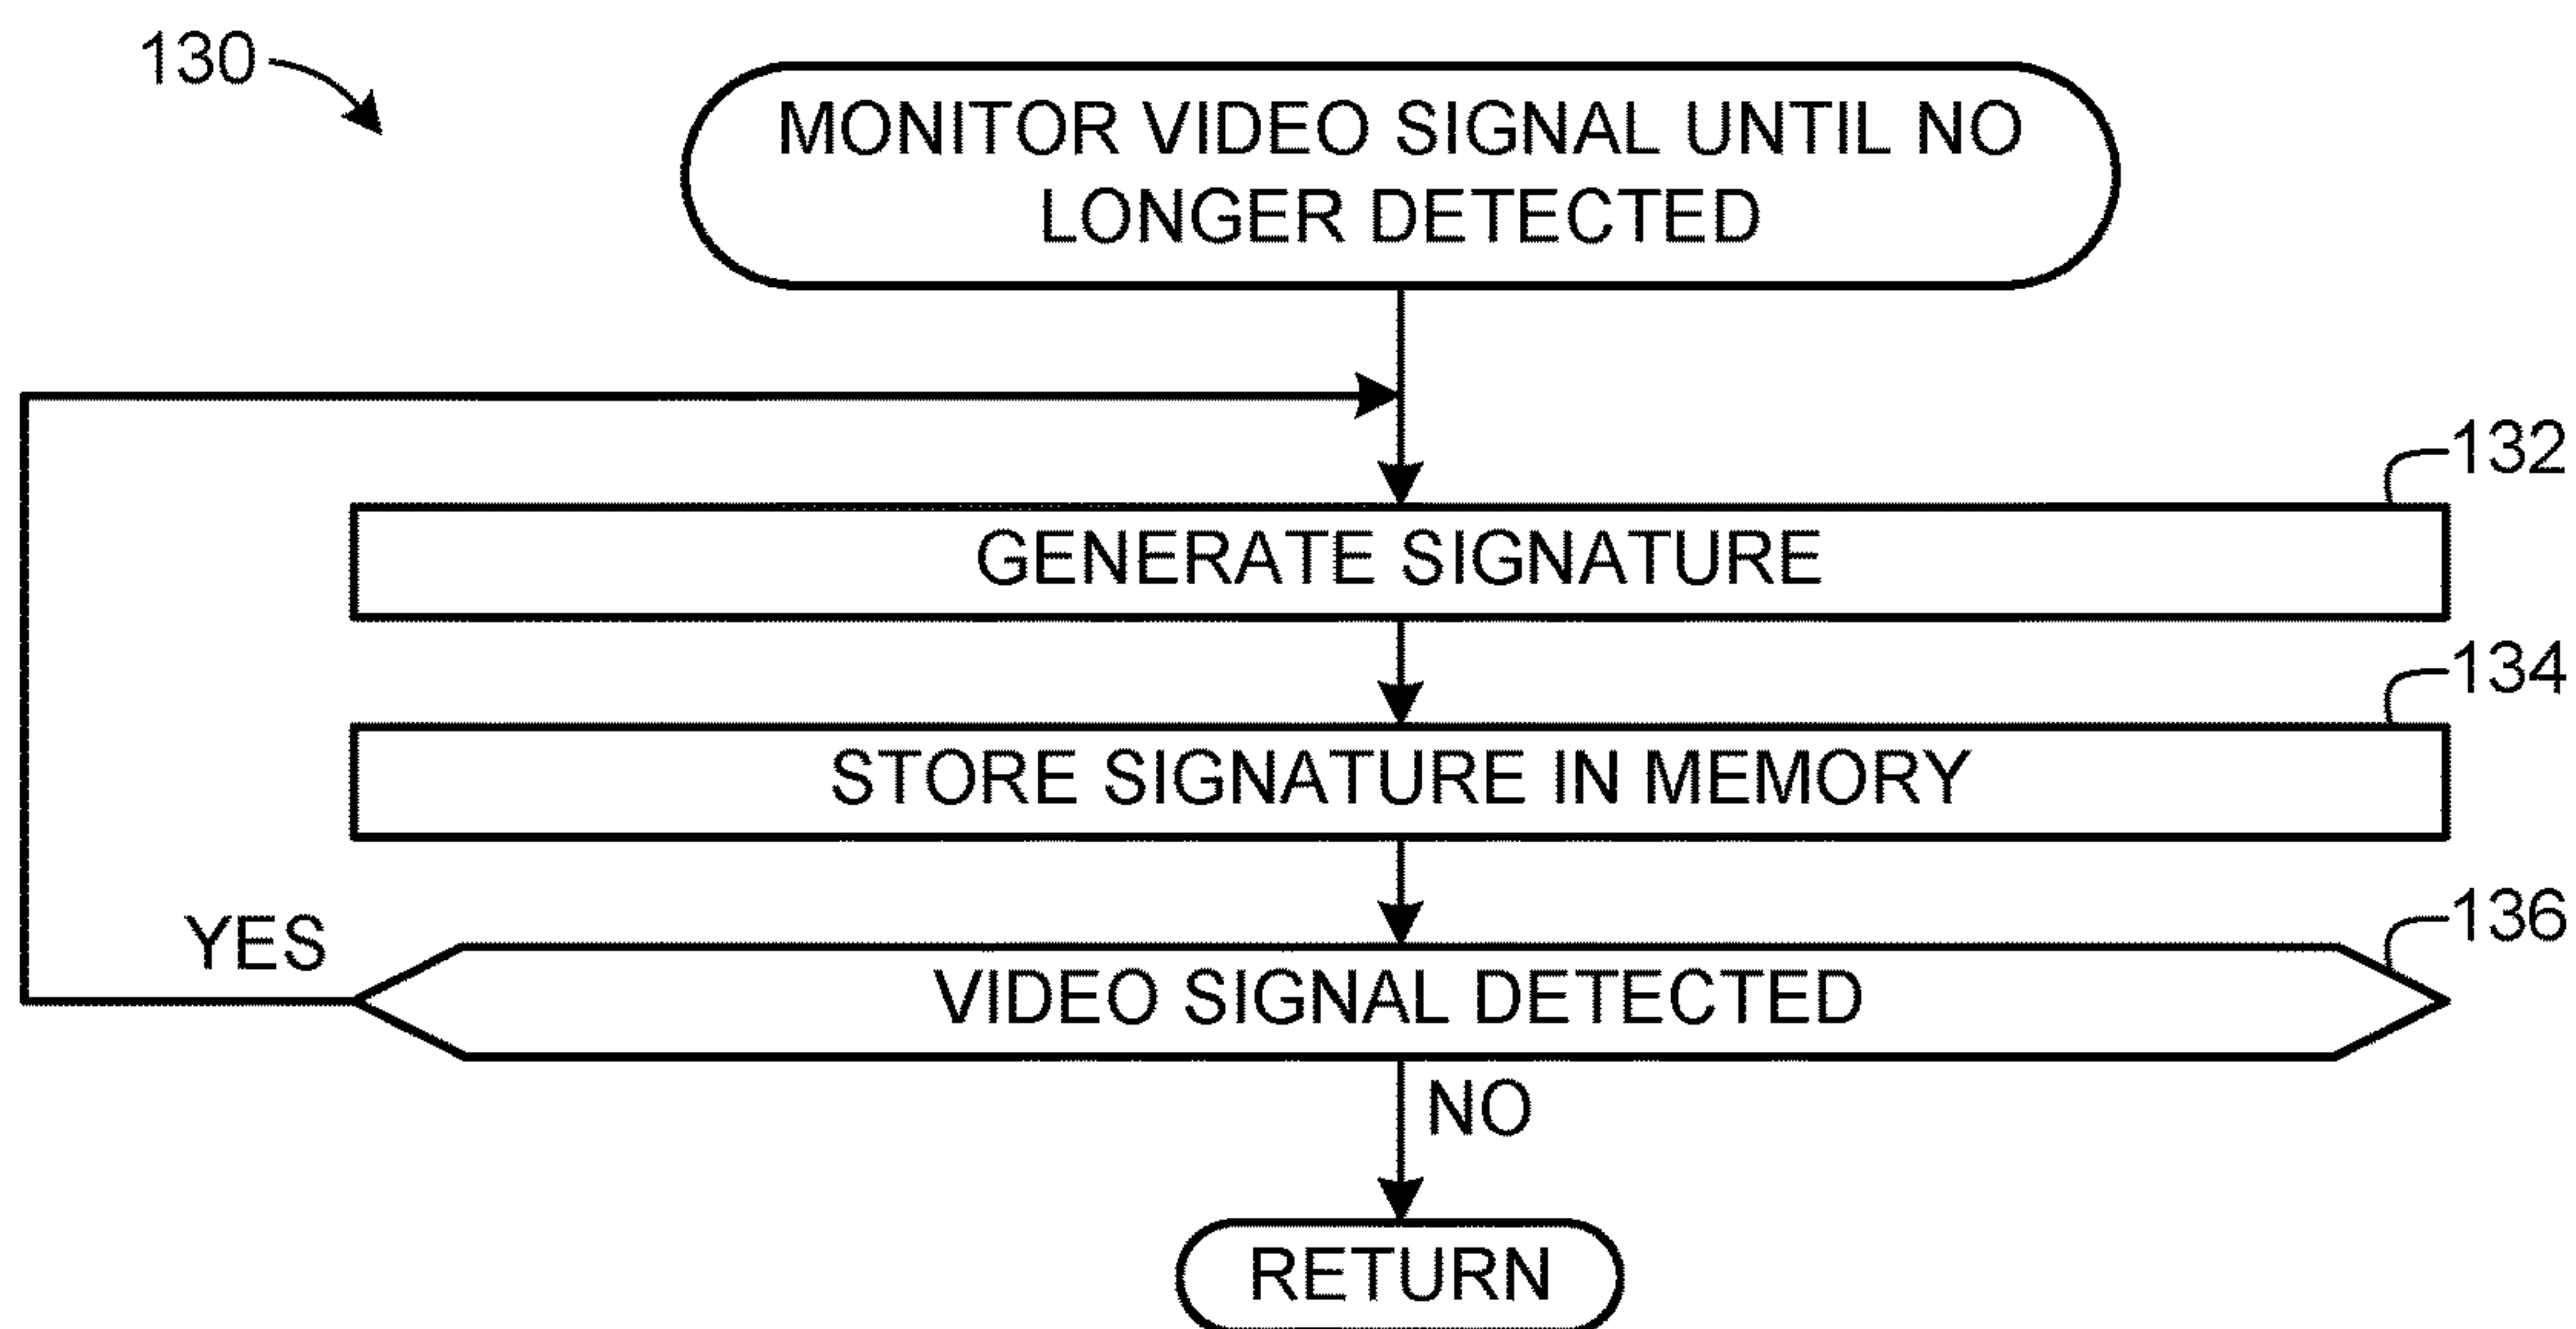 130
MONITOR VIDEO SIGNAL UNTIL NO
LONGER DETECTED
132
GENERATE SIGNATURE
134
STORE SIGNATURE IN MEMORY
136
YES
VIDEO SIGNAL DETECTED
NO
RETURN